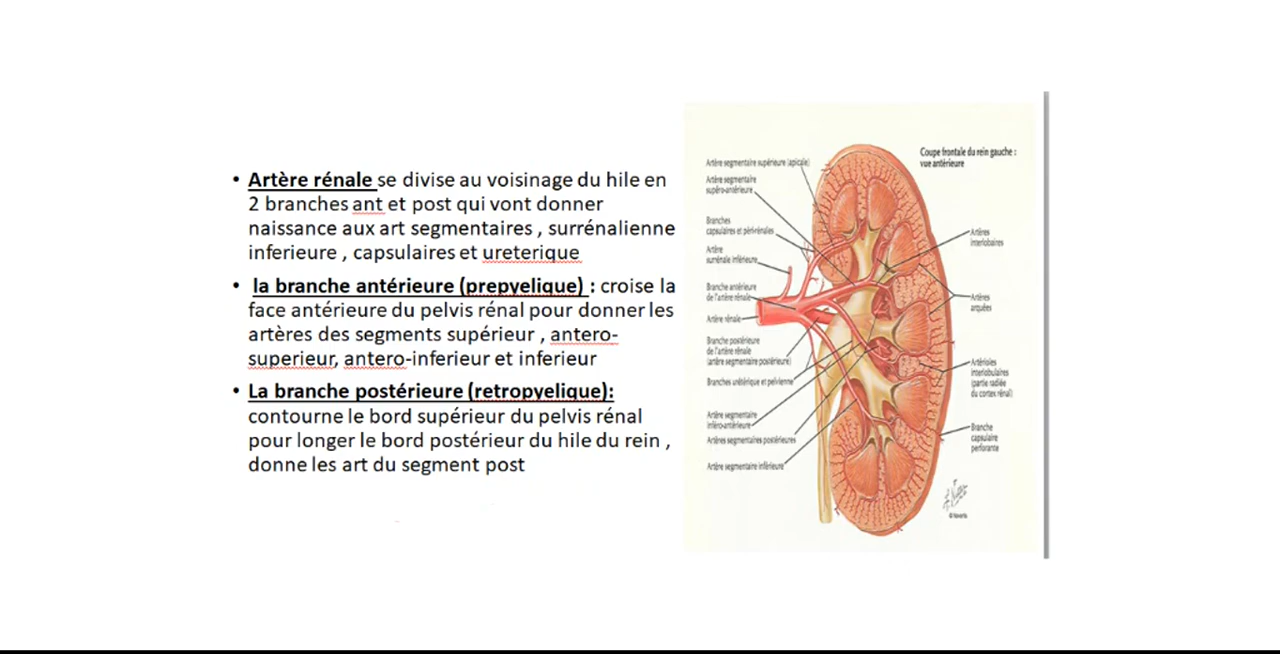 • Artère rénale se divise au voisinage du hile en
2 branches ant et post qui vont donner
naissance aux art segmentaires , surrénalienne
inferieure , capsulaires et ureterique
• la branche antérieure (prepyelique) : croise la
face antérieure du pelvis rénal pour donner les
artères des segments supérieur , antero-
superieur, antero-inferieur et inferieur
• La branche postérieure (retropyelique):
contourne le bord supérieur du pelvis rénal
pour longer le bord postérieur du hile du rein ,
donne les art du segment post
Coupe frontale du rein gauche :
vue antérieure
Artère segmentaire supérieure (apicale)
Artère segmentaire
supéro-antérieure
Branches
capsulaires et péri-rénales
Artère
surrénale inférieure
Branche antérieure
de l'artère rénale
Artère rénale
Branche postérieure
de l'artère rénale
(artère segmentaire postérieure)
Branches urétérique et pelvienne
Artère segmentaire
inféro-antérieure
Artères segmentaires postérieures
Artère segmentaire inférieure
Artères
interlobaires
Artères
arquées
Artérioles
interlobulaires
(partie radiée
du cortex rénal)
Branche
capsulaire
perforante